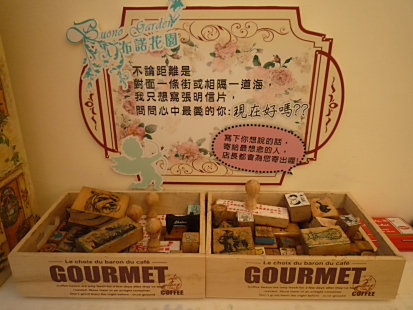 Buono Garden
布諾花園
不論距離是
對面一條街或相隔一道海,
我只想寫張明信片,
問問心中最愛的你:現在好嗎??
寫下你想說的話,
寄給最想念的人,
店長都會為您寄出喔!
Le choix du baron du café
GOURMET
COFFEE
Le choix du baron du café
GOURMET
COFFEE